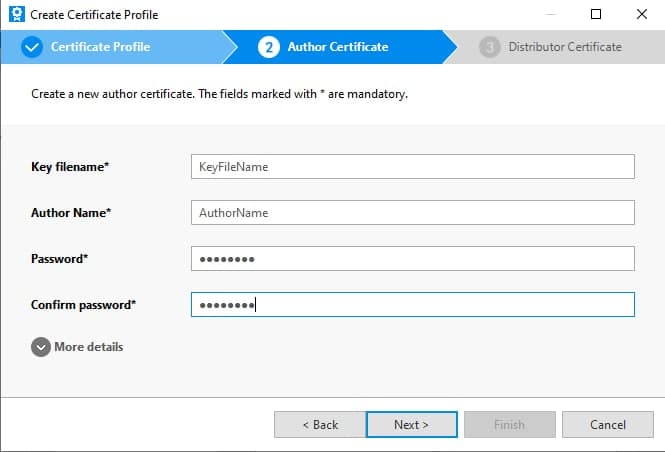 Create Certificate Profile
Certificate Profile
2 Author Certificate
3 Distributor Certificate
Create a new author certificate. The fields marked with * are mandatory.
Key filename* KeyFileName
Author Name* AuthorName
Password* ●●●●●●●●
Confirm password* ●●●●●●●●
More details
< Back Next > Finish Cancel